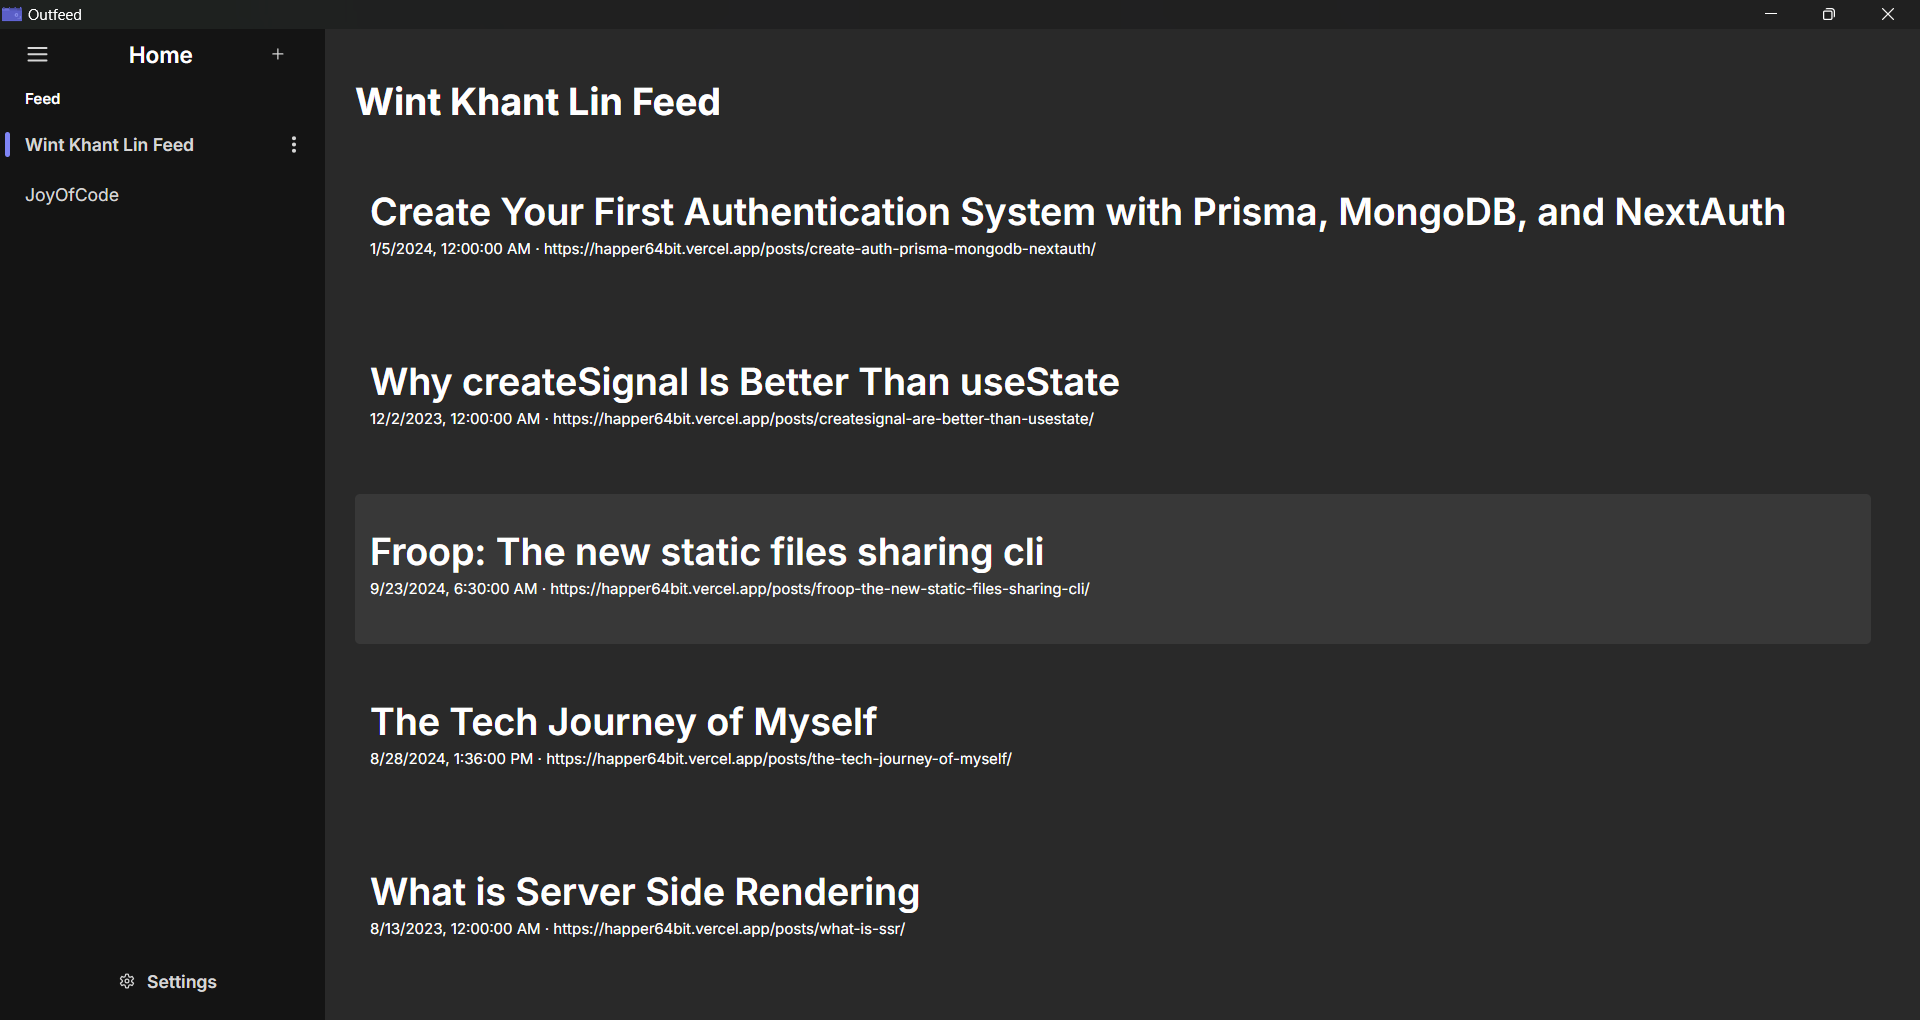 Outfeed
Home
Feed
Wint Khant Lin Feed
JoyOfCode
Settings
Wint Khant Lin Feed
Create Your First Authentication System with Prisma, MongoDB, and NextAuth
1/5/2024, 12:00:00 AM · https://happer64bit.vercel.app/posts/create-auth-prisma-mongodb-nextauth/
Why createSignal Is Better Than useState
12/2/2023, 12:00:00 AM · https://happer64bit.vercel.app/posts/createsignal-are-better-than-usestate/
Froop: The new static files sharing cli
9/23/2024, 6:30:00 AM · https://happer64bit.vercel.app/posts/froop-the-new-static-files-sharing-cli/
The Tech Journey of Myself
8/28/2024, 1:36:00 PM · https://happer64bit.vercel.app/posts/the-tech-journey-of-myself/
What is Server Side Rendering
8/13/2023, 12:00:00 AM · https://happer64bit.vercel.app/posts/what-is-ssr/